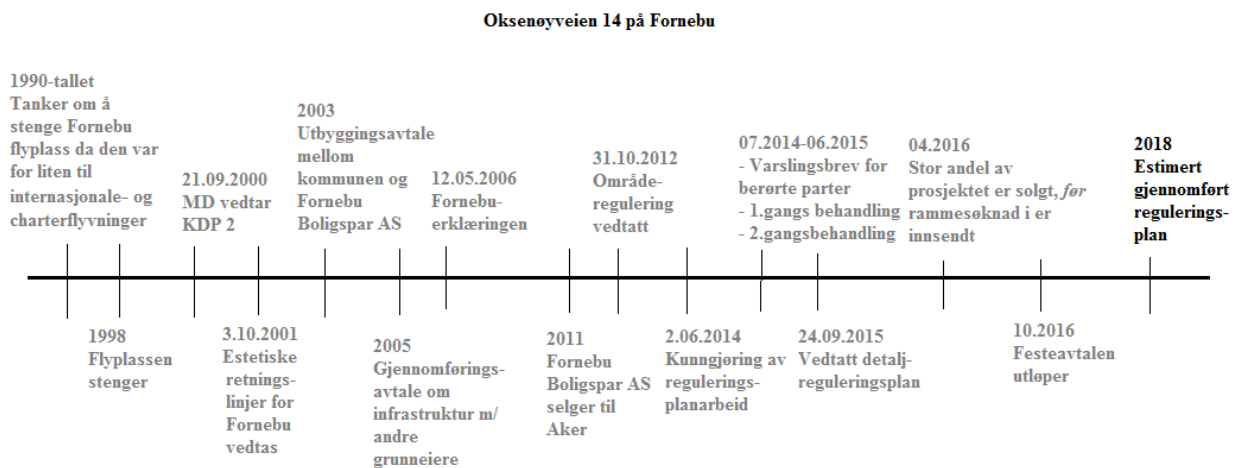 Oksenøyveien 14 på Fornebu
1990-tallet
Tanker om å
stenge Fornebu
flyplass da den var
for liten til
internasjonale- og
charterflyvninger
21.09.2000
MD vedtar
KDP 2
2003
Utbyggingsavtale
mellom
kommunen og
Fornebu
Boligspar AS
12.05.2006
Fornebu-
erklæringen
31.10.2012
Område-
regulering
vedtatt
07.2014-06.2015
- Varslingsbrev for
berørte parter
- 1.gangs behandling
- 2.gangsbehandling
04.2016
Stor andel av
prosjektet er solgt, før
rammesøknad i er
innsendt
2018
Estimert
gjennomført
regulerings-
plan
1998
Flyplassen
stenger
3.10.2001
Estetiske
retnings-
linjer for
Fornebu
vedtas
2005
Gjennomførings-
avtale om
infrastruktur m/
andre
grunneiere
2011
Fornebu
Boligspar AS
selger til
Aker
2.06.2014
Kunngjøring av
regulerings-
planarbeid
24.09.2015
Vedtatt detalj-
reguleringsplan
10.2016
Festeavtalen
utløper